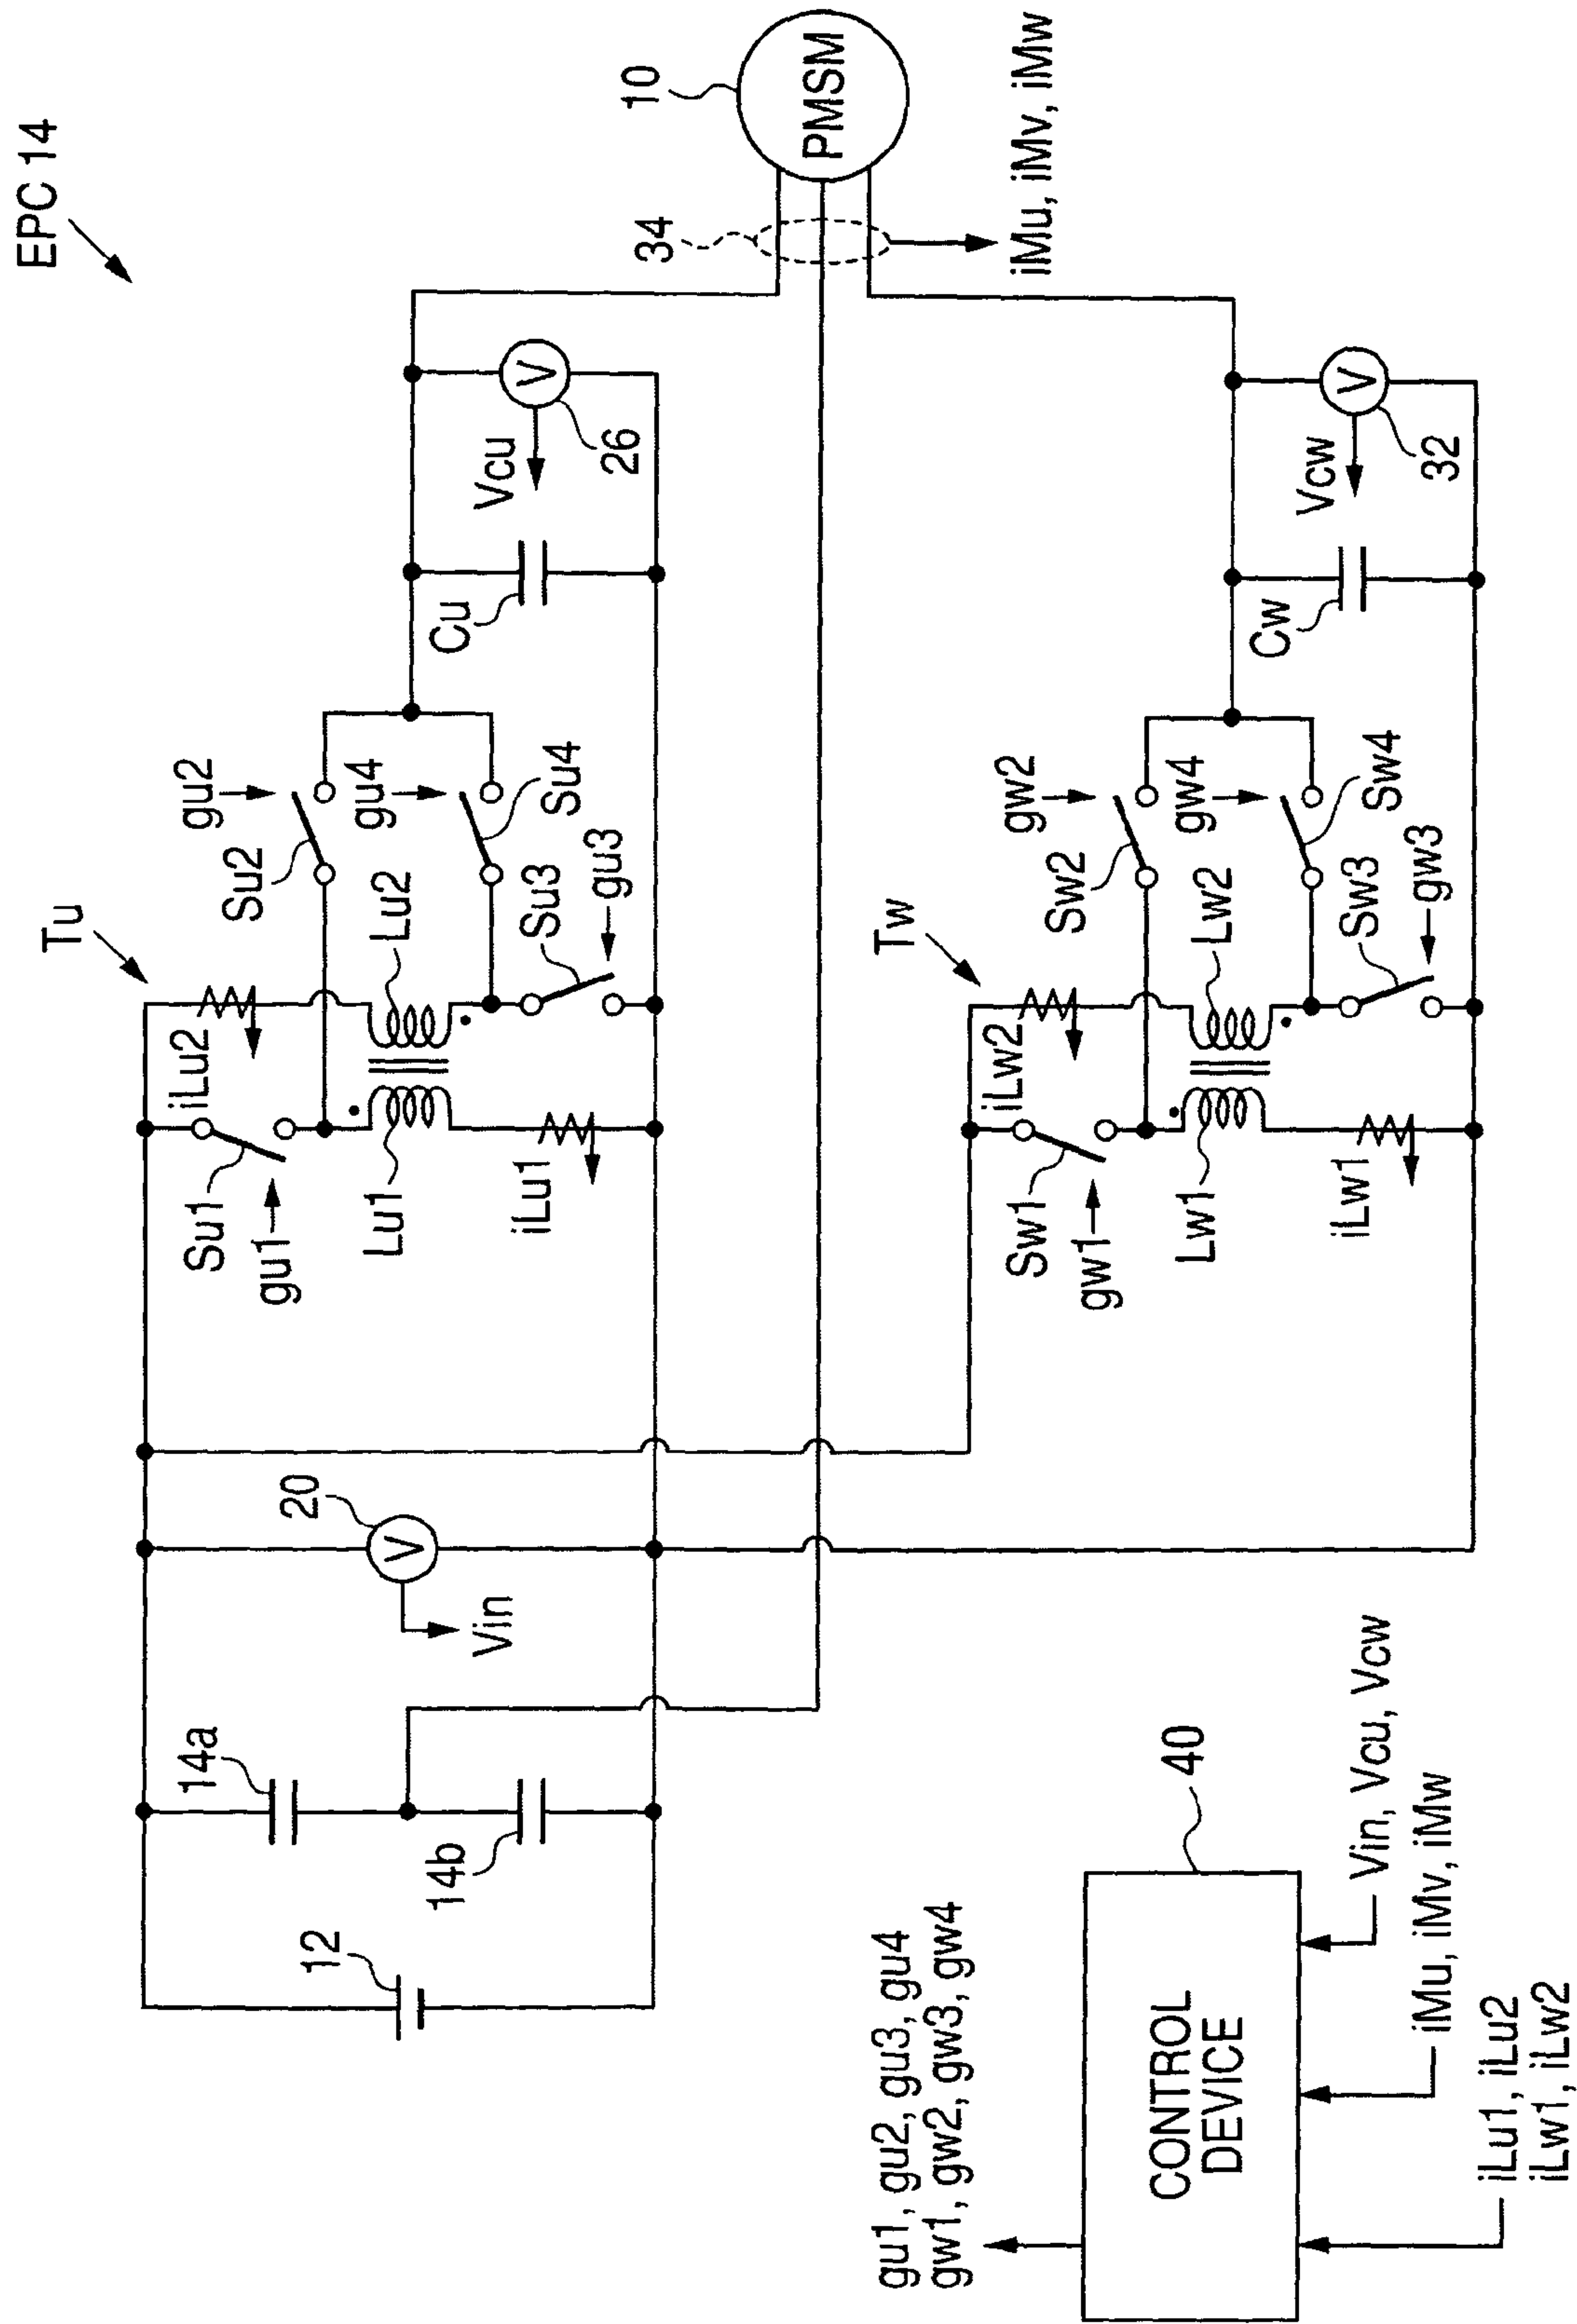 EPC 14
12
14a
14b
20
V
Vin
Tu
Su1
gu1
iLu2
Lu1
iLu1
Su2
gu2
Lu2
gu4
Su4
Su3
gu3
Cu
Vcu
V
26
34
10
PMSM
iMu, iMv, iMw
Tw
Sw1
gw1
iLw2
Lw1
iLw1
Sw2
gw2
Lw2
gw4
Sw4
Sw3
gw3
Cw
Vcw
V
32
gu1, gu2, gu3, gu4
gw1, gw2, gw3, gw4
40
CONTROL
DEVICE
Vin, Vcu, Vcw
iMu, iMv, iMw
iLu1, iLu2
iLw1, iLw2